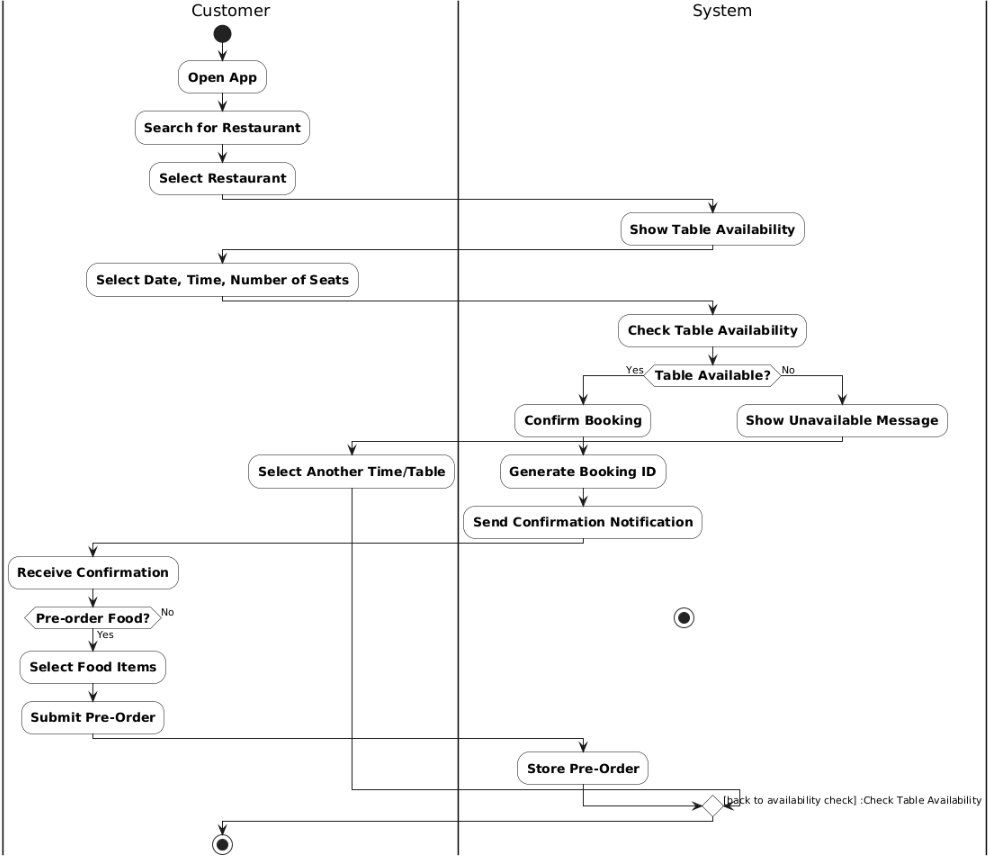 Customer
System
Open App
Search for Restaurant
Select Restaurant
Show Table Availability
Select Date, Time, Number of Seats
Check Table Availability
Yes
Table Available?
No
Confirm Booking
Show Unavailable Message
Select Another Time/Table
Generate Booking ID
Send Confirmation Notification
Receive Confirmation
Pre-order Food?
No
Yes
Select Food Items
Submit Pre-Order
Store Pre-Order
[back to availability check] :Check Table Availability